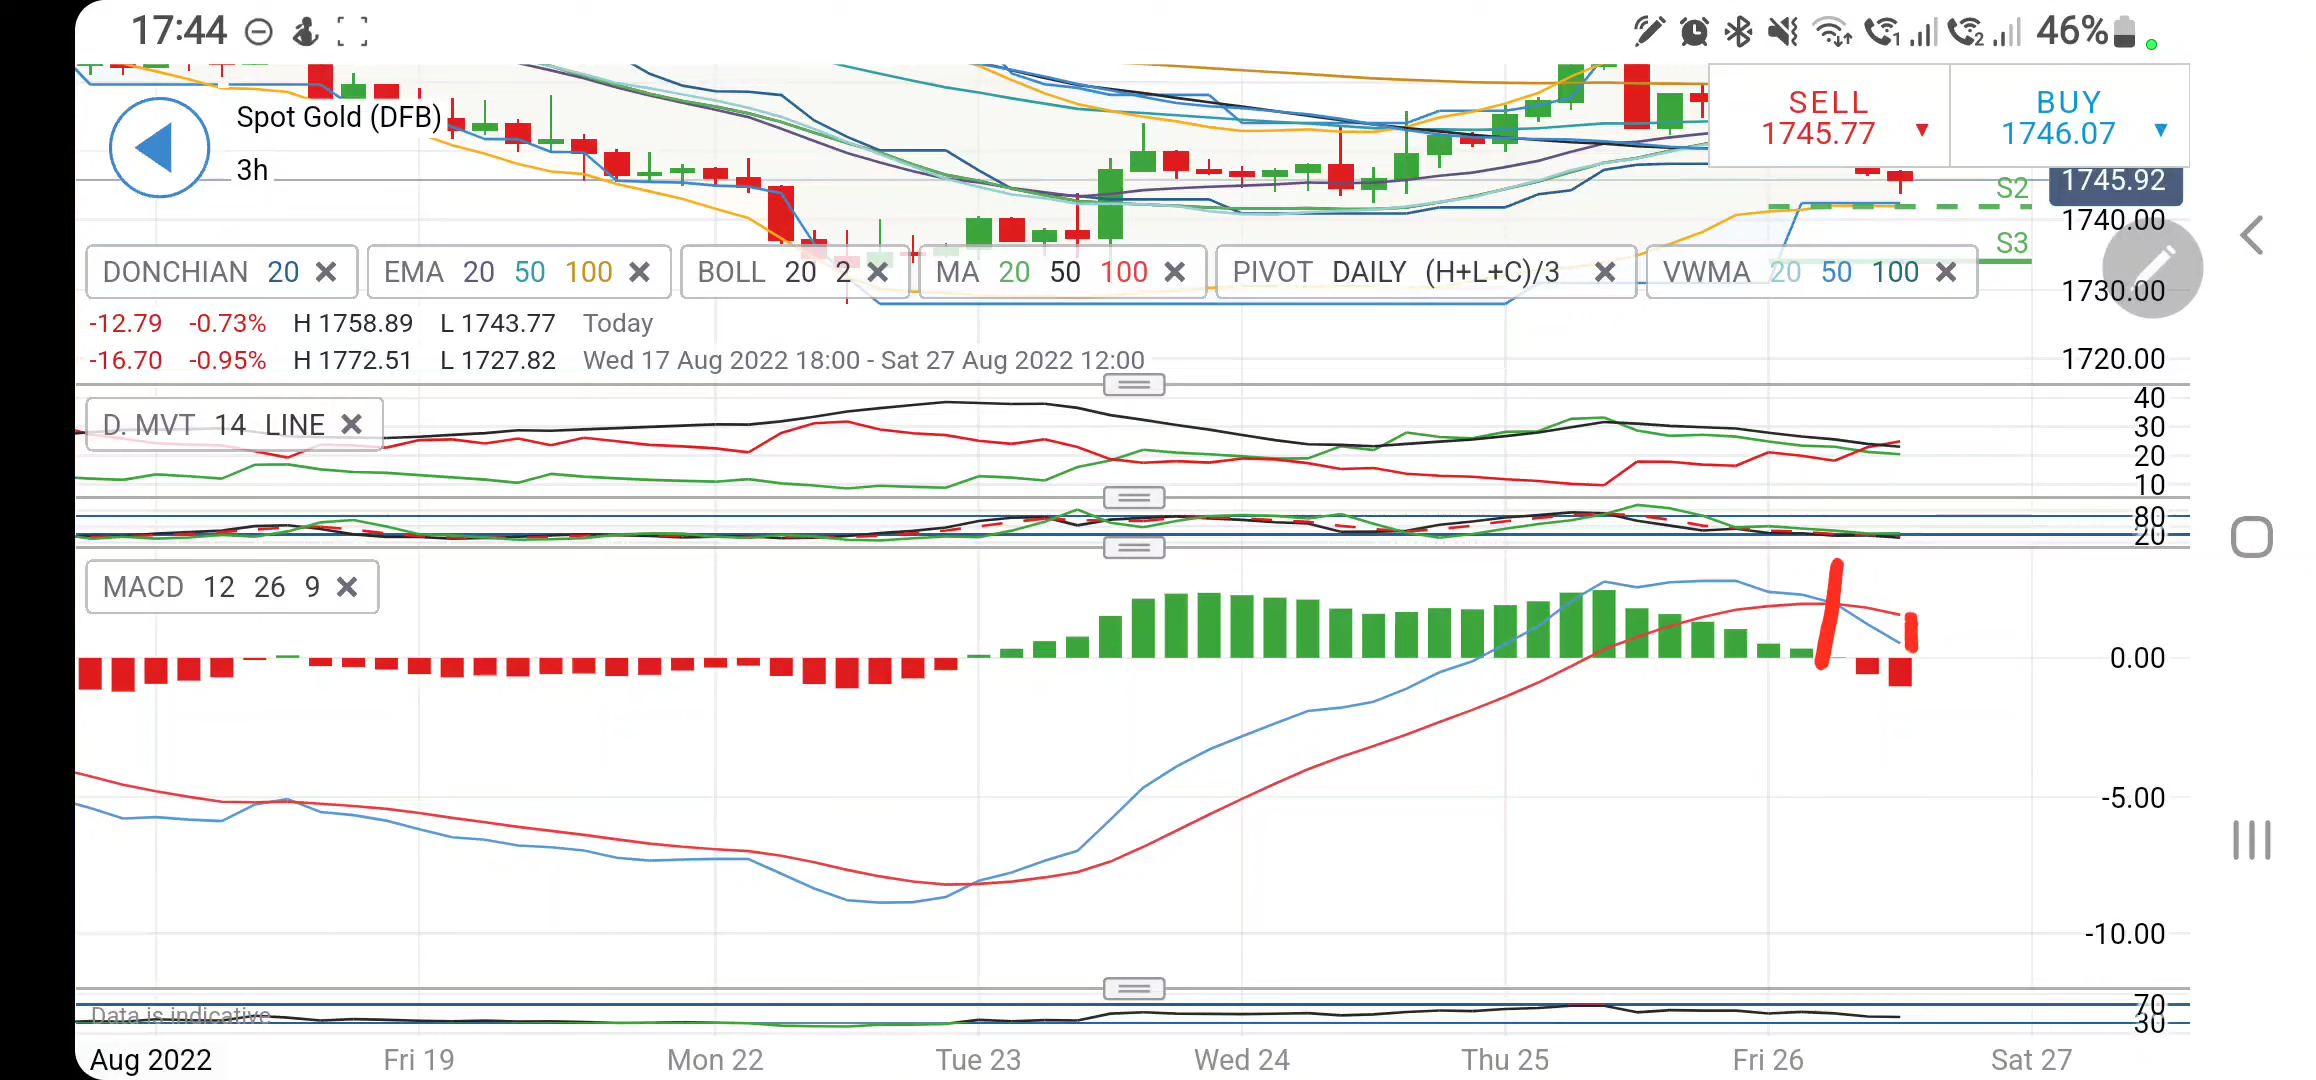 17:44 1 2 46%
Spot Gold (DFB)
3h
SELL
1745.77
BUY
1746.07
S2
1745.92
1740.00
S3
DONCHIAN 20
EMA 20 50 100
BOLL 20 2
MA 20 50 100
PIVOT DAILY (H+L+C)/3
VWMA 20 50 100
1730.00
-12.79 -0.73% H 1758.89 L 1743.77 Today
-16.70 -0.95% H 1772.51 L 1727.82 Wed 17 Aug 2022 18:00 - Sat 27 Aug 2022 12:00
1720.00
D. MVT 14 LINE
40
30
20
10
80
20
MACD 12 26 9
0.00
-5.00
-10.00
Data is indicative
70
30
Aug 2022 Fri 19 Mon 22 Tue 23 Wed 24 Thu 25 Fri 26 Sat 27